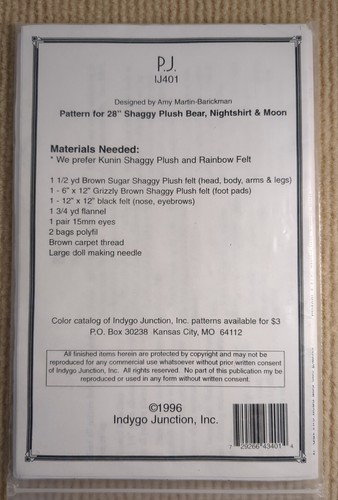 P.J.
IJ401
Designed by Amy Martin-Barickman
Pattern for 28" Shaggy Plush Bear, Nightshirt & Moon
Materials Needed:
* We prefer Kunin Shaggy Plush and Rainbow Felt
1 1/2 yd Brown Sugar Shaggy Plush felt (head, body, arms & legs)
1 - 6" x 12" Grizzly Brown Shaggy Plush felt (foot pads)
1 - 12" x 12" black felt (nose, eyebrows)
1 3/4 yd flannel
1 pair 15mm eyes
2 bags polyfil
Brown carpet thread
Large doll making needle
Color catalog of Indygo Junction, Inc. patterns available for $3
P.O. Box 30238 Kansas City, MO 64112
All finished items herein are protected by copyright and may not be
reproduced for any commercial use whatsoever without prior written consent
of Indygo Junction, Inc. All rights reserved. No part of this publication my be
reproduced or used in any form without written consent.
©1996
Indygo Junction, Inc.
29266 43401